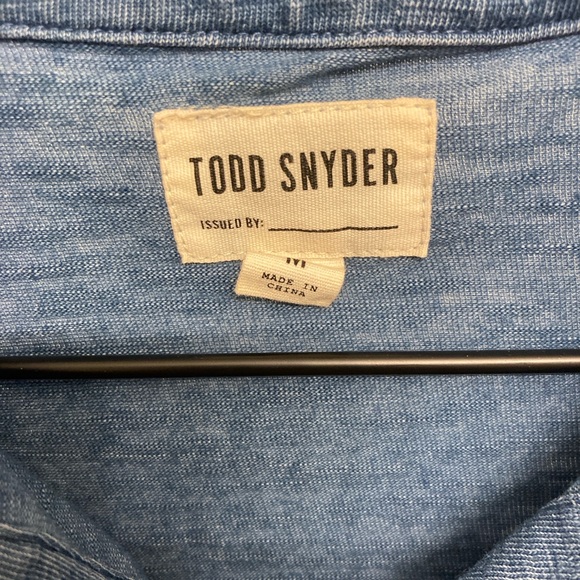 TODD SNYDER
ISSUED BY:
M
MADE IN
CHINA